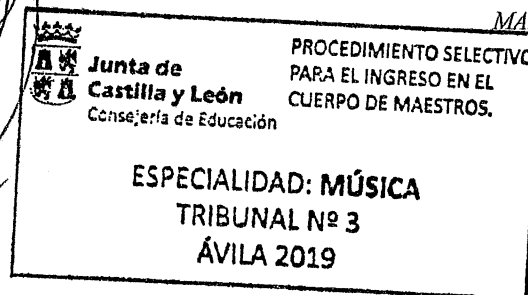 MA
PROCEDIMIENTO SELECTIVO
PARA EL INGRESO EN EL
CUERPO DE MAESTROS.
Junta de
Castilla y León
Consejería de Educación
ESPECIALIDAD: MÚSICA
TRIBUNAL Nº 3
ÁVILA 2019